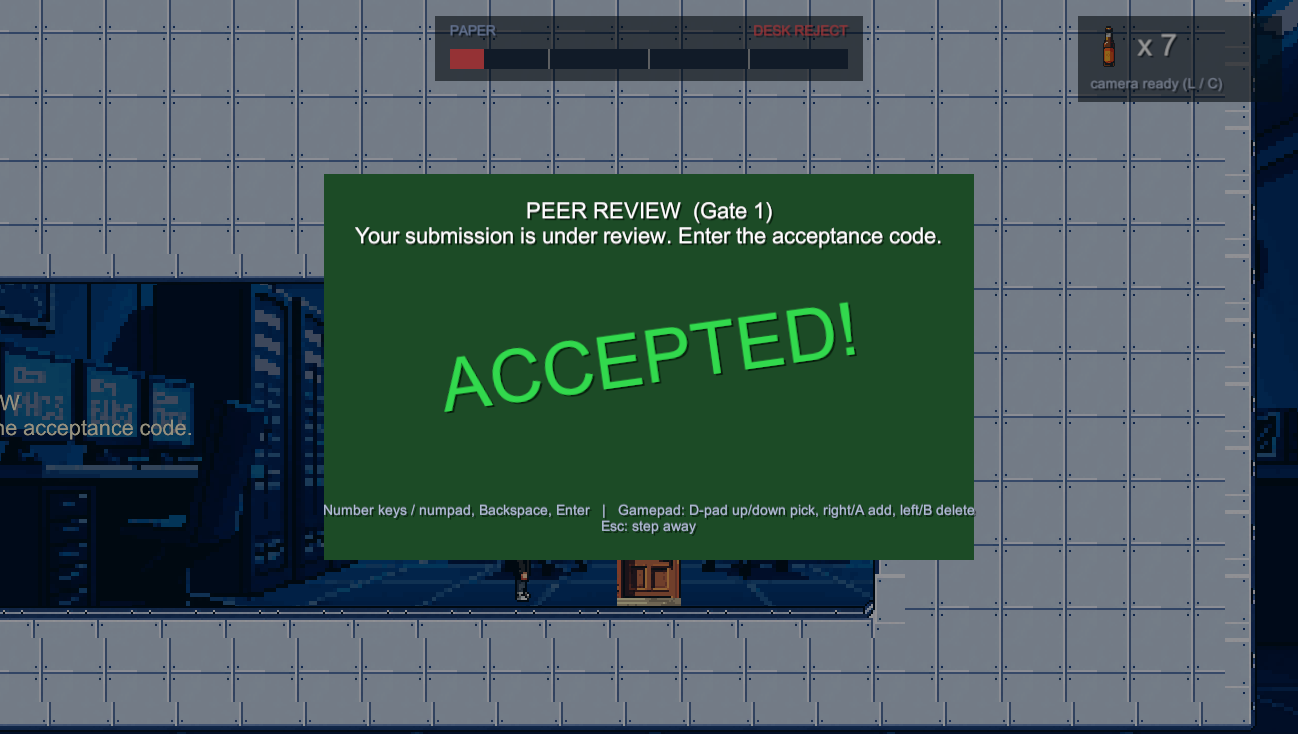 PAPER
DESK REJECT
x 7
camera ready (L / C)
PEER REVIEW (Gate 1)
Your submission is under review. Enter the acceptance code.
ACCEPTED!
W
he acceptance code.
Number keys / numpad, Backspace, Enter | Gamepad: D-pad up/down pick, right/A add, left/B delete
Esc: step away